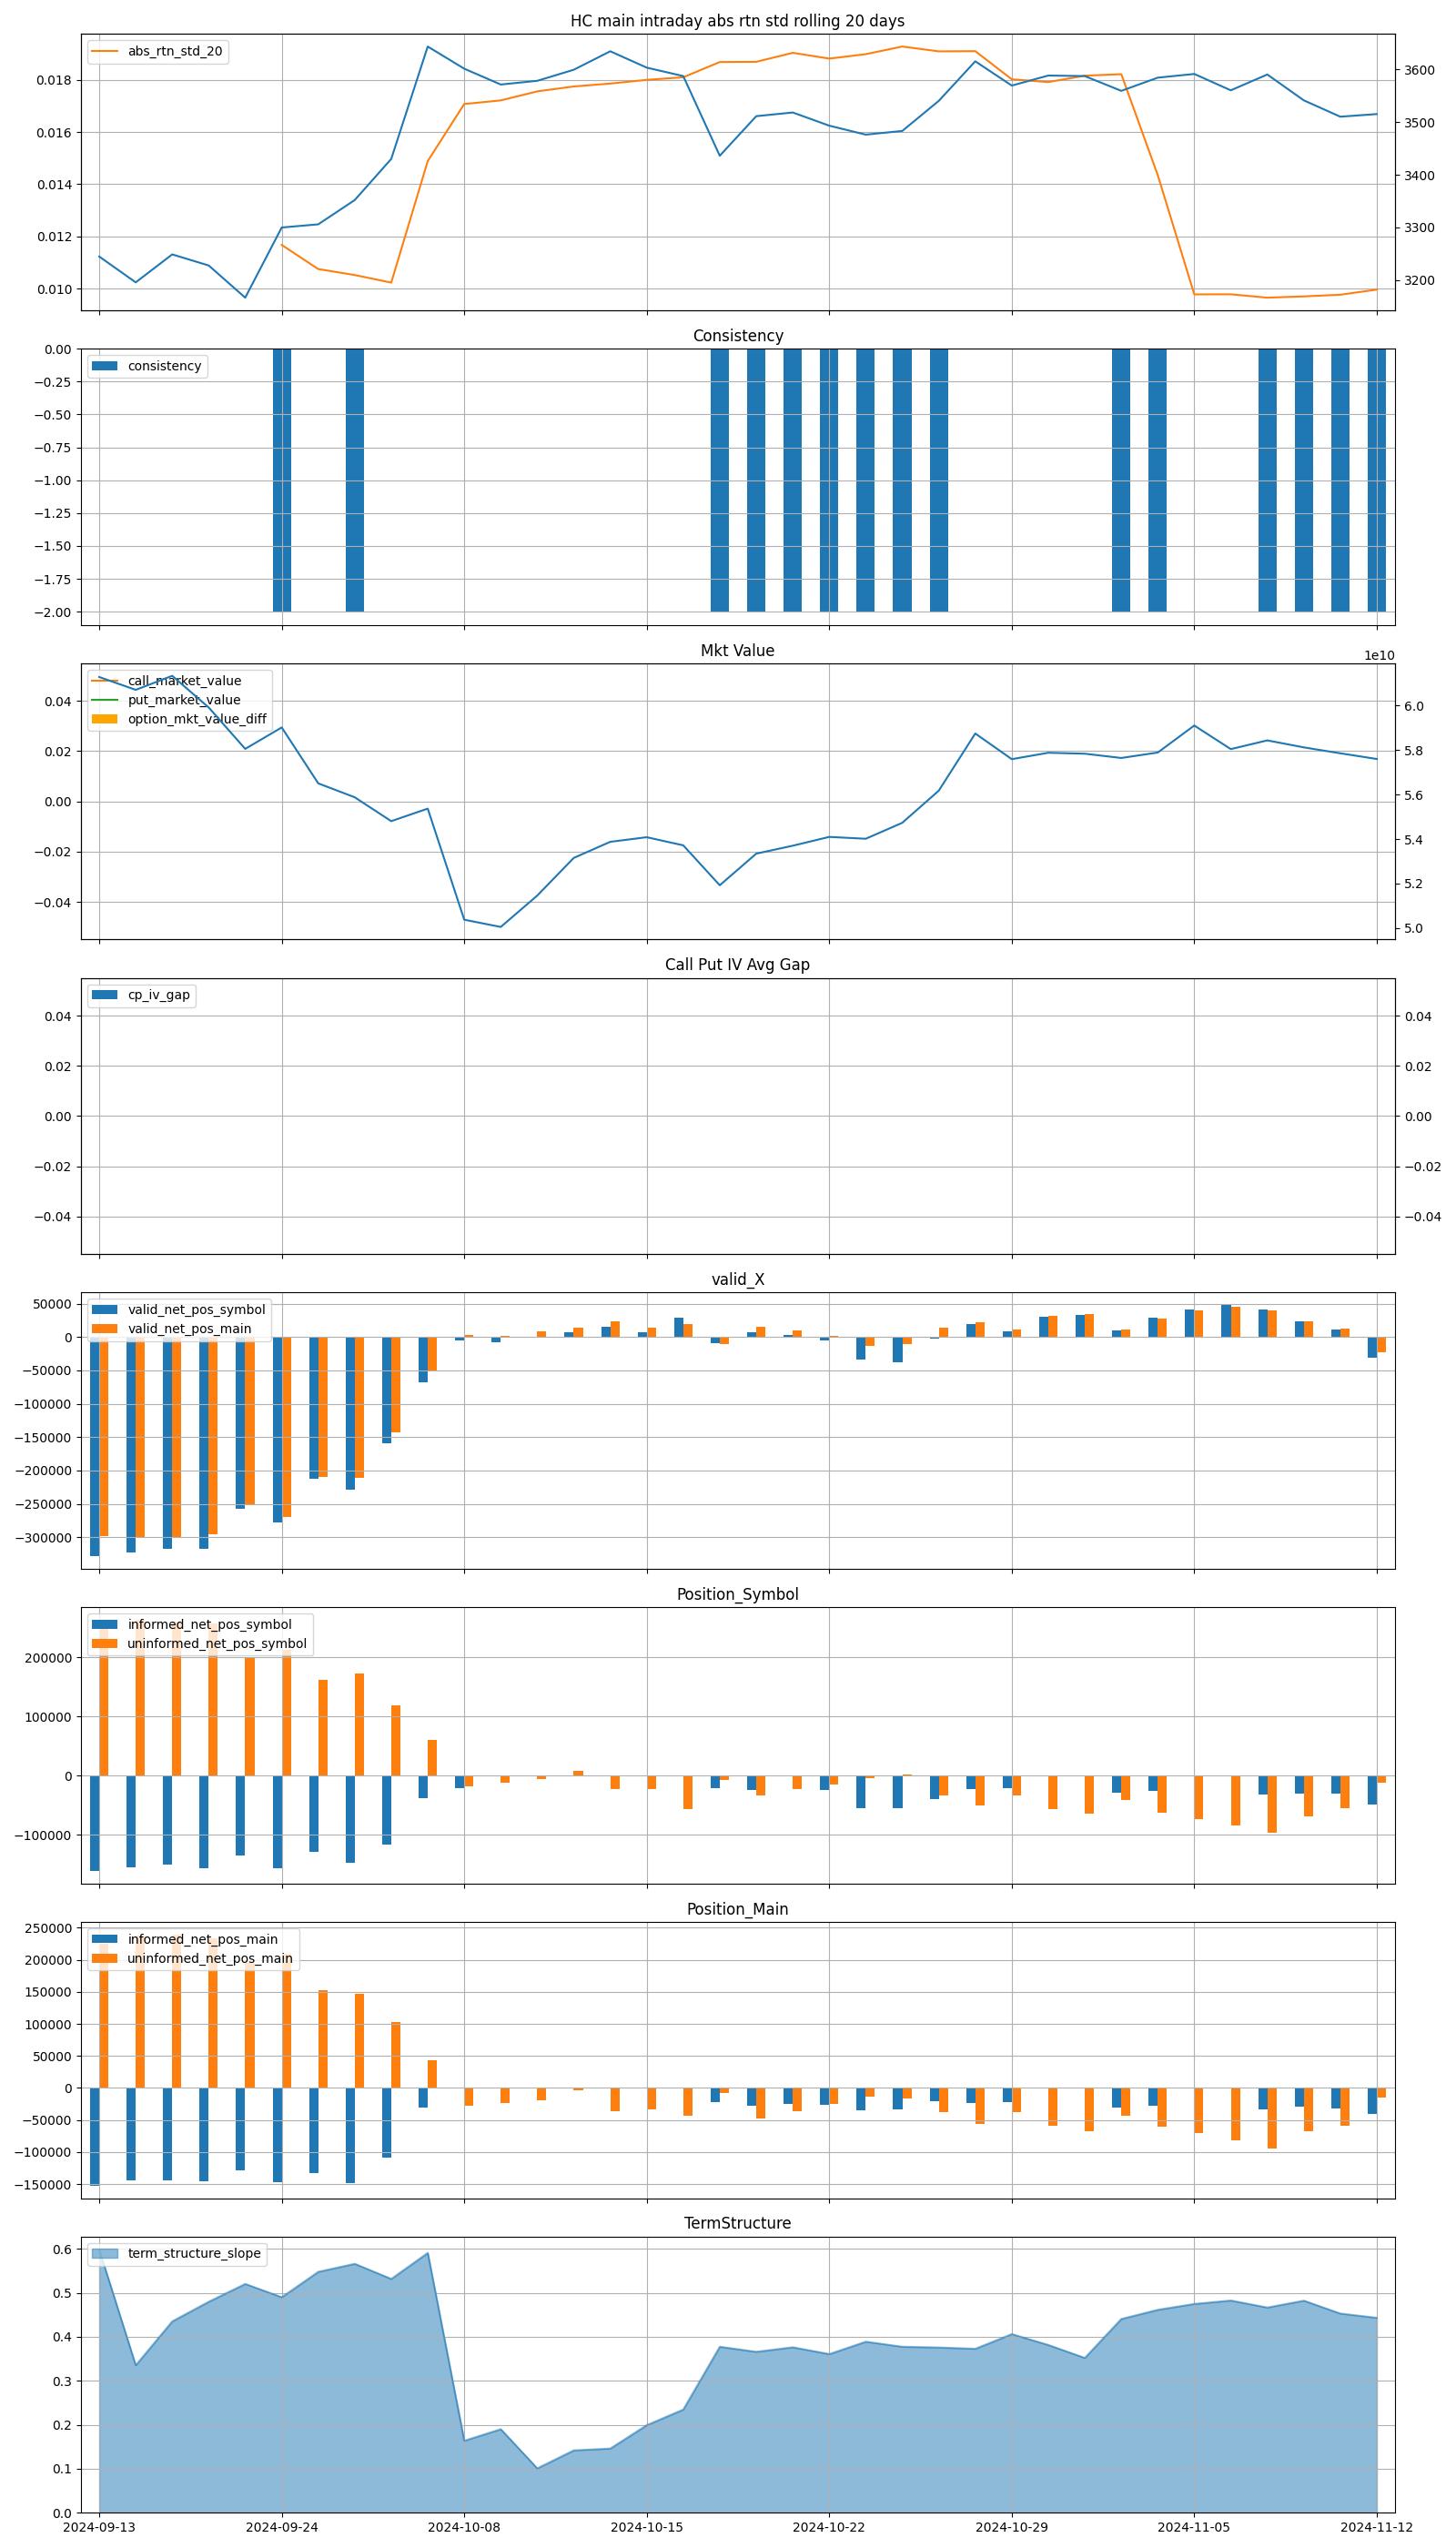 HC main intraday abs rtn std rolling 20 days
abs_rtn_std_20
0.018
0.016
0.014
0.012
0.010
3600
3500
3400
3300
3200
Consistency
consistency
0.00
−0.25
−0.50
−0.75
−1.00
−1.25
−1.50
−1.75
−2.00
Mkt Value
1e10
call_market_value
put_market_value
option_mkt_value_diff
0.04
0.02
0.00
−0.02
−0.04
6.0
5.8
5.6
5.4
5.2
5.0
Call Put IV Avg Gap
cp_iv_gap
0.04
0.02
0.00
−0.02
−0.04
0.04
0.02
0.00
−0.02
−0.04
valid_X
valid_net_pos_symbol
valid_net_pos_main
50000
0
−50000
−100000
−150000
−200000
−250000
−300000
Position_Symbol
informed_net_pos_symbol
uninformed_net_pos_symbol
200000
100000
0
−100000
Position_Main
informed_net_pos_main
uninformed_net_pos_main
250000
200000
150000
100000
50000
0
−50000
−100000
−150000
TermStructure
term_structure_slope
0.6
0.5
0.4
0.3
0.2
0.1
0.0
2024-09-13 2024-09-24 2024-10-08 2024-10-15 2024-10-22 2024-10-29 2024-11-05 2024-11-12